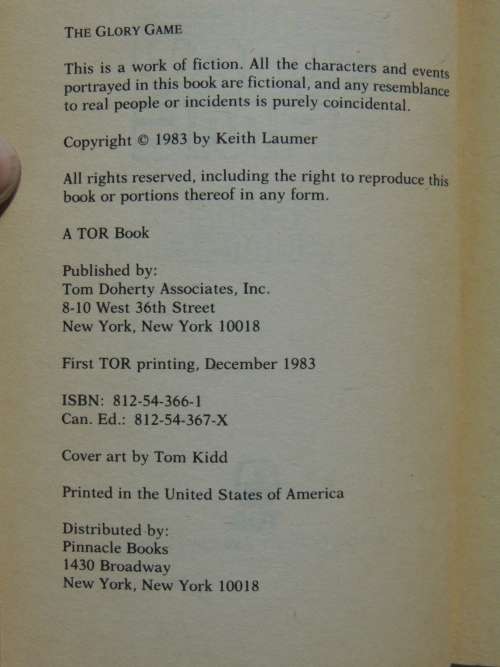 THE GLORY GAME
This is a work of fiction. All the characters and events
portrayed in this book are fictional, and any resemblance
to real people or incidents is purely coincidental.
Copyright © 1983 by Keith Laumer
All rights reserved, including the right to reproduce this
book or portions thereof in any form.
A TOR Book
Published by:
Tom Doherty Associates, Inc.
8-10 West 36th Street
New York, New York 10018
First TOR printing, December 1983
ISBN: 812-54-366-1
Can. Ed.: 812-54-367-X
Cover art by Tom Kidd
Printed in the United States of America
Distributed by:
Pinnacle Books
1430 Broadway
New York, New York 10018